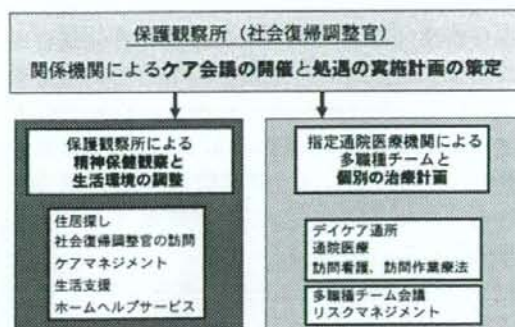 保護観察所（社会復帰調整官）
関係機関によるケア会議の開催と処遇の実施計画の策定
保護観察所による
精神保健観察と
生活環境の調整
住居探し
社会復帰調整官の訪問
ケアマネジメント
生活支援
ホームヘルプサービス
指定通院医療機関による
多職種チームと
個別の治療計画
デイケア通所
通院医療
訪問看護、訪問作業療法
多職種チーム会議
リスクマネジメント